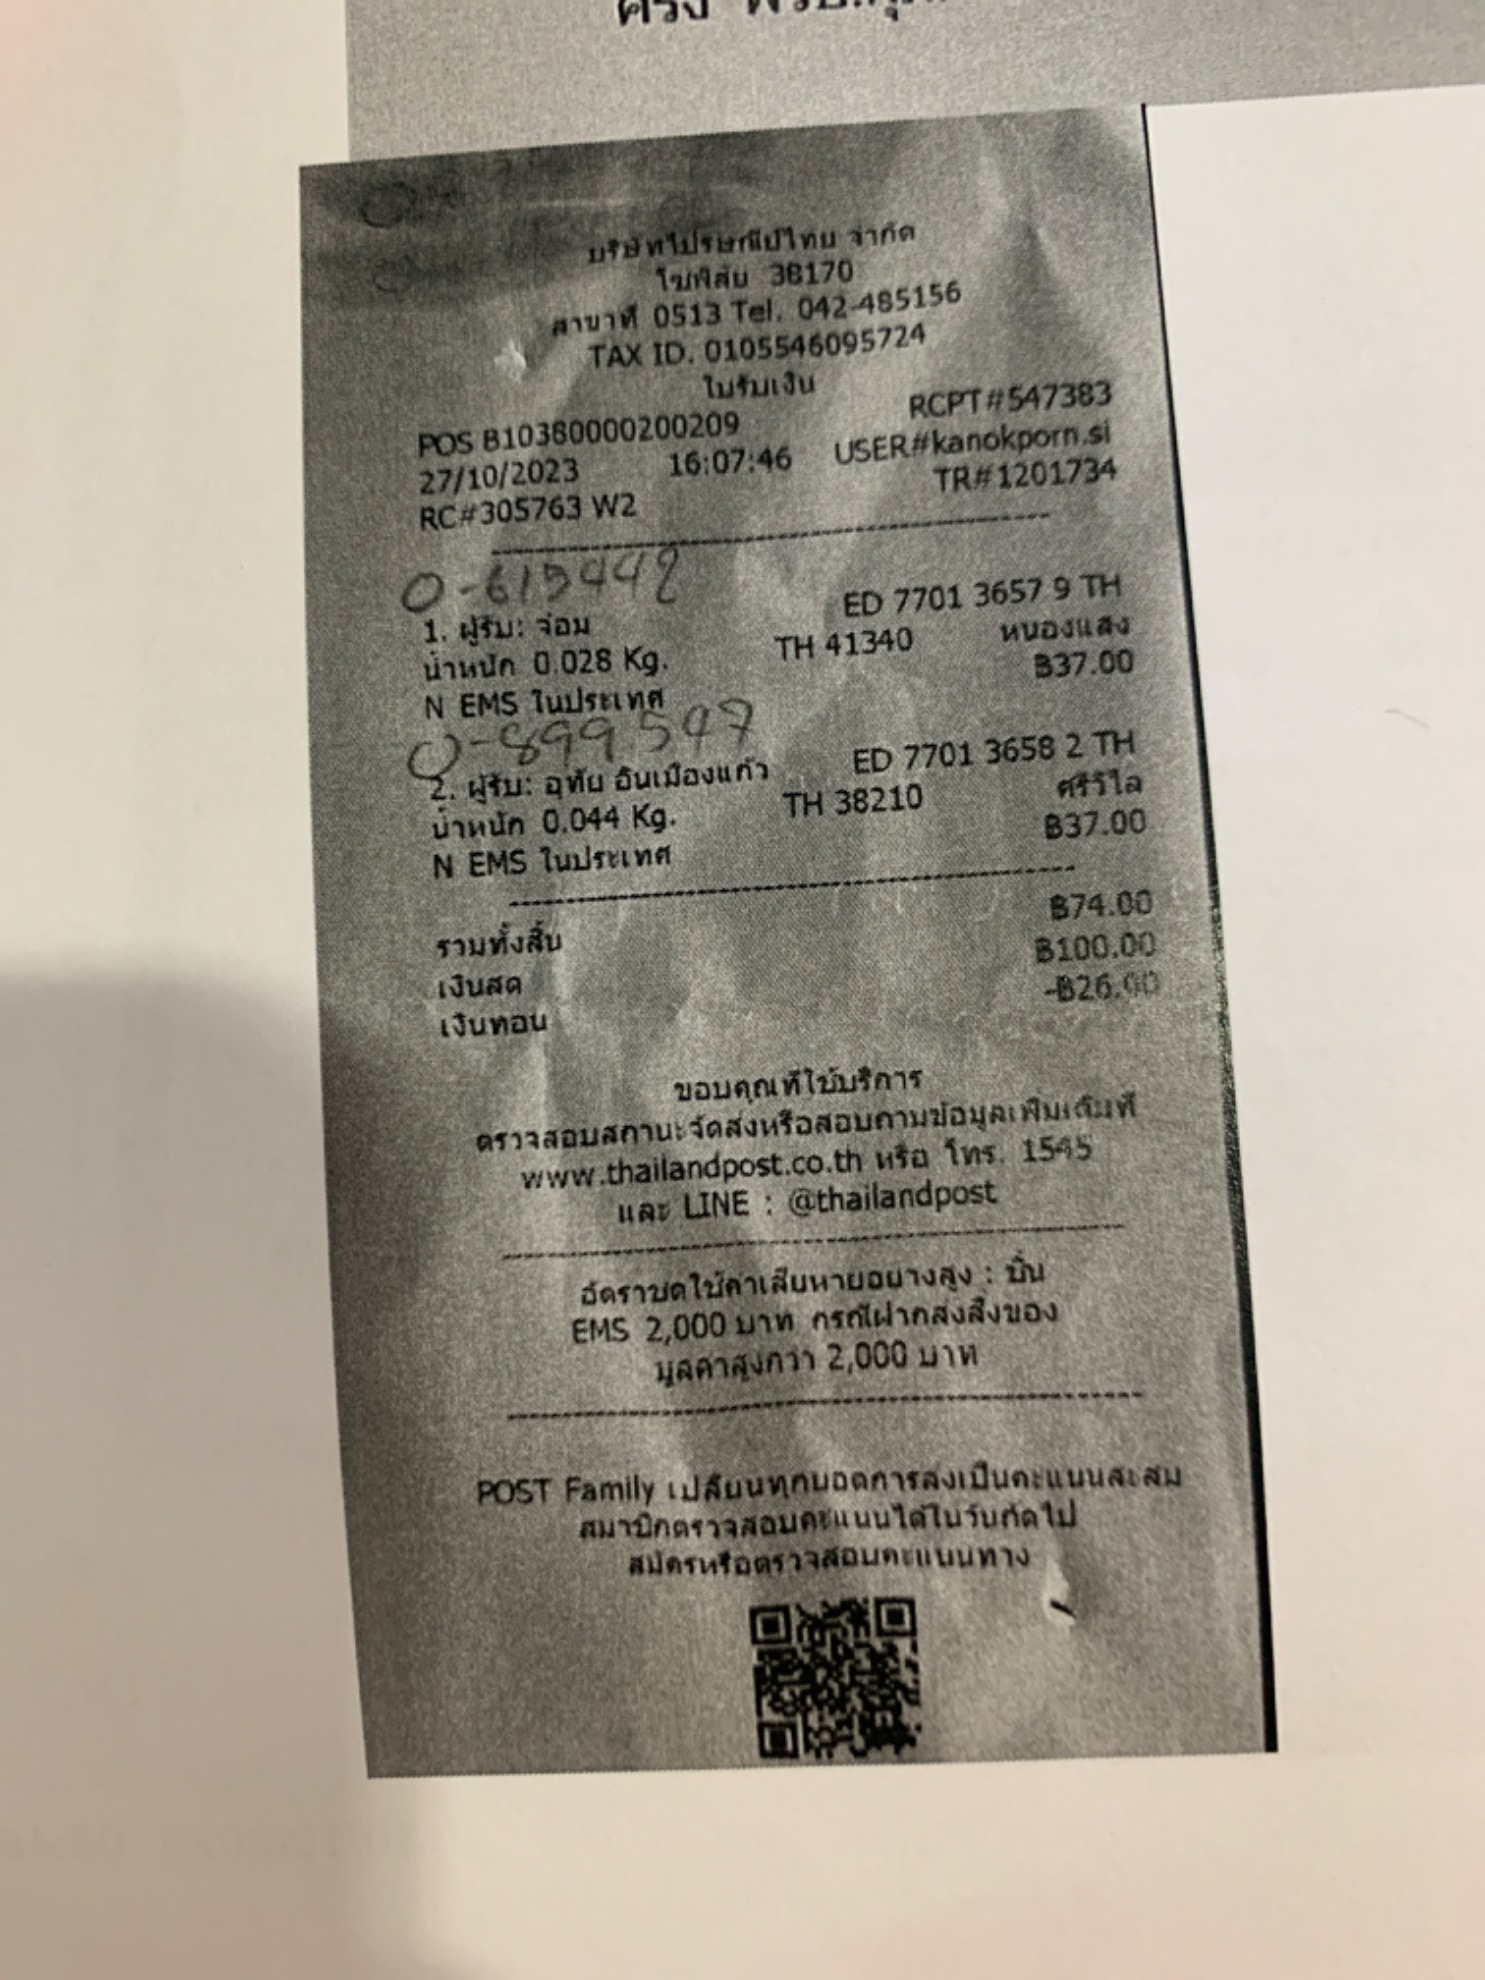 บริษัทไปรษณีย์ไทย จำกัด
โซ่พิสัย 38170
สาขาที่ 0513 Tel. 042-485156
TAX ID. 0105546095724
ใบรับเงิน
RCPT#547383
POS B10380000200209
USER#kanokporn.si
27/10/2023 16:07:46
TR#1201734
RC#305763 W2
0-615442
ED 7701 3657 9 TH
1. ผู้รับ: จ่อม
TH 41340 หนองแสง
น้ำหนัก 0.028 Kg.
฿37.00
N EMS ในประเทศ
0-899597
ED 7701 3658 2 TH
2. ผู้รับ: อุทัย อินเมืองแก้ว
TH 38210 ศรีวิไล
น้ำหนัก 0.044 Kg.
฿37.00
N EMS ในประเทศ
รวมทั้งสิ้น ฿74.00
เงินสด ฿100.00
เงินทอน -฿26.00
ขอบคุณที่ใช้บริการ
ตรวจสอบสถานะจัดส่งหรือสอบถามข้อมูลเพิ่มเติมที่
www.thailandpost.co.th หรือ โทร. 1545
และ LINE : @thailandpost
อัตราชดใช้ค่าเสียหายอย่างสูง : ชิ้น
EMS 2,000 บาท กรณีฝากส่งสิ่งของ
มูลค่าสูงกว่า 2,000 บาท
POST Family เปลี่ยนทุกยอดการส่งเป็นคะแนนสะสม
สมาชิกตรวจสอบคะแนนได้ในวันถัดไป
สมัครหรือตรวจสอบคะแนนทาง